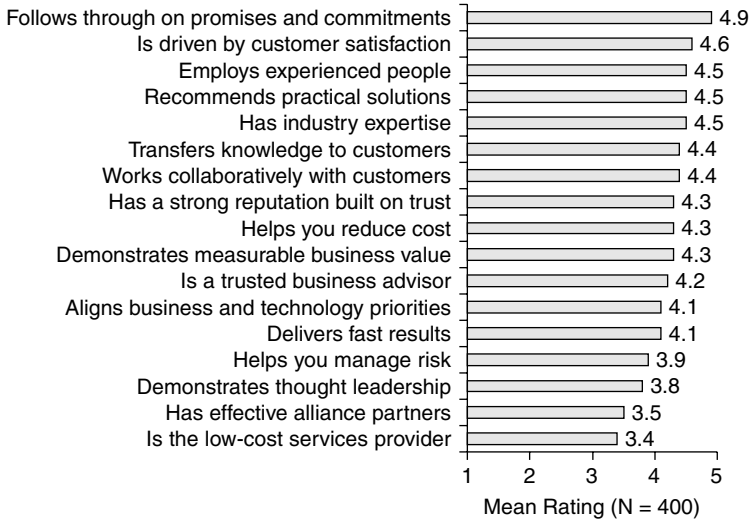 Follows through on promises and commitments 4.9
Is driven by customer satisfaction 4.6
Employs experienced people 4.5
Recommends practical solutions 4.5
Has industry expertise 4.5
Transfers knowledge to customers 4.4
Works collaboratively with customers 4.4
Has a strong reputation built on trust 4.3
Helps you reduce cost 4.3
Demonstrates measurable business value 4.3
Is a trusted business advisor 4.2
Aligns business and technology priorities 4.1
Delivers fast results 4.1
Helps you manage risk 3.9
Demonstrates thought leadership 3.8
Has effective alliance partners 3.5
Is the low-cost services provider 3.4
1 2 3 4 5
Mean Rating (N = 400)